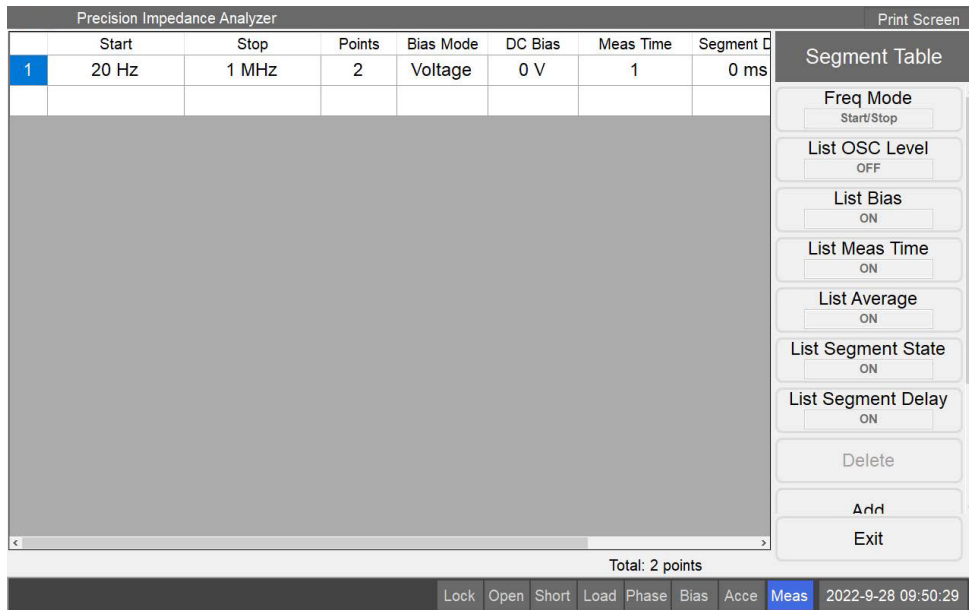 Precision Impedance Analyzer Print Screen
Start Stop Points Bias Mode DC Bias Meas Time Segment D
1 20 Hz 1 MHz 2 Voltage 0 V 1 0 ms
Segment Table
Freq Mode
Start/Stop
List OSC Level
OFF
List Bias
ON
List Meas Time
ON
List Average
ON
List Segment State
ON
List Segment Delay
ON
Delete
Add
Exit
Total: 2 points
Lock Open Short Load Phase Bias Acce Meas 2022-9-28 09:50:29